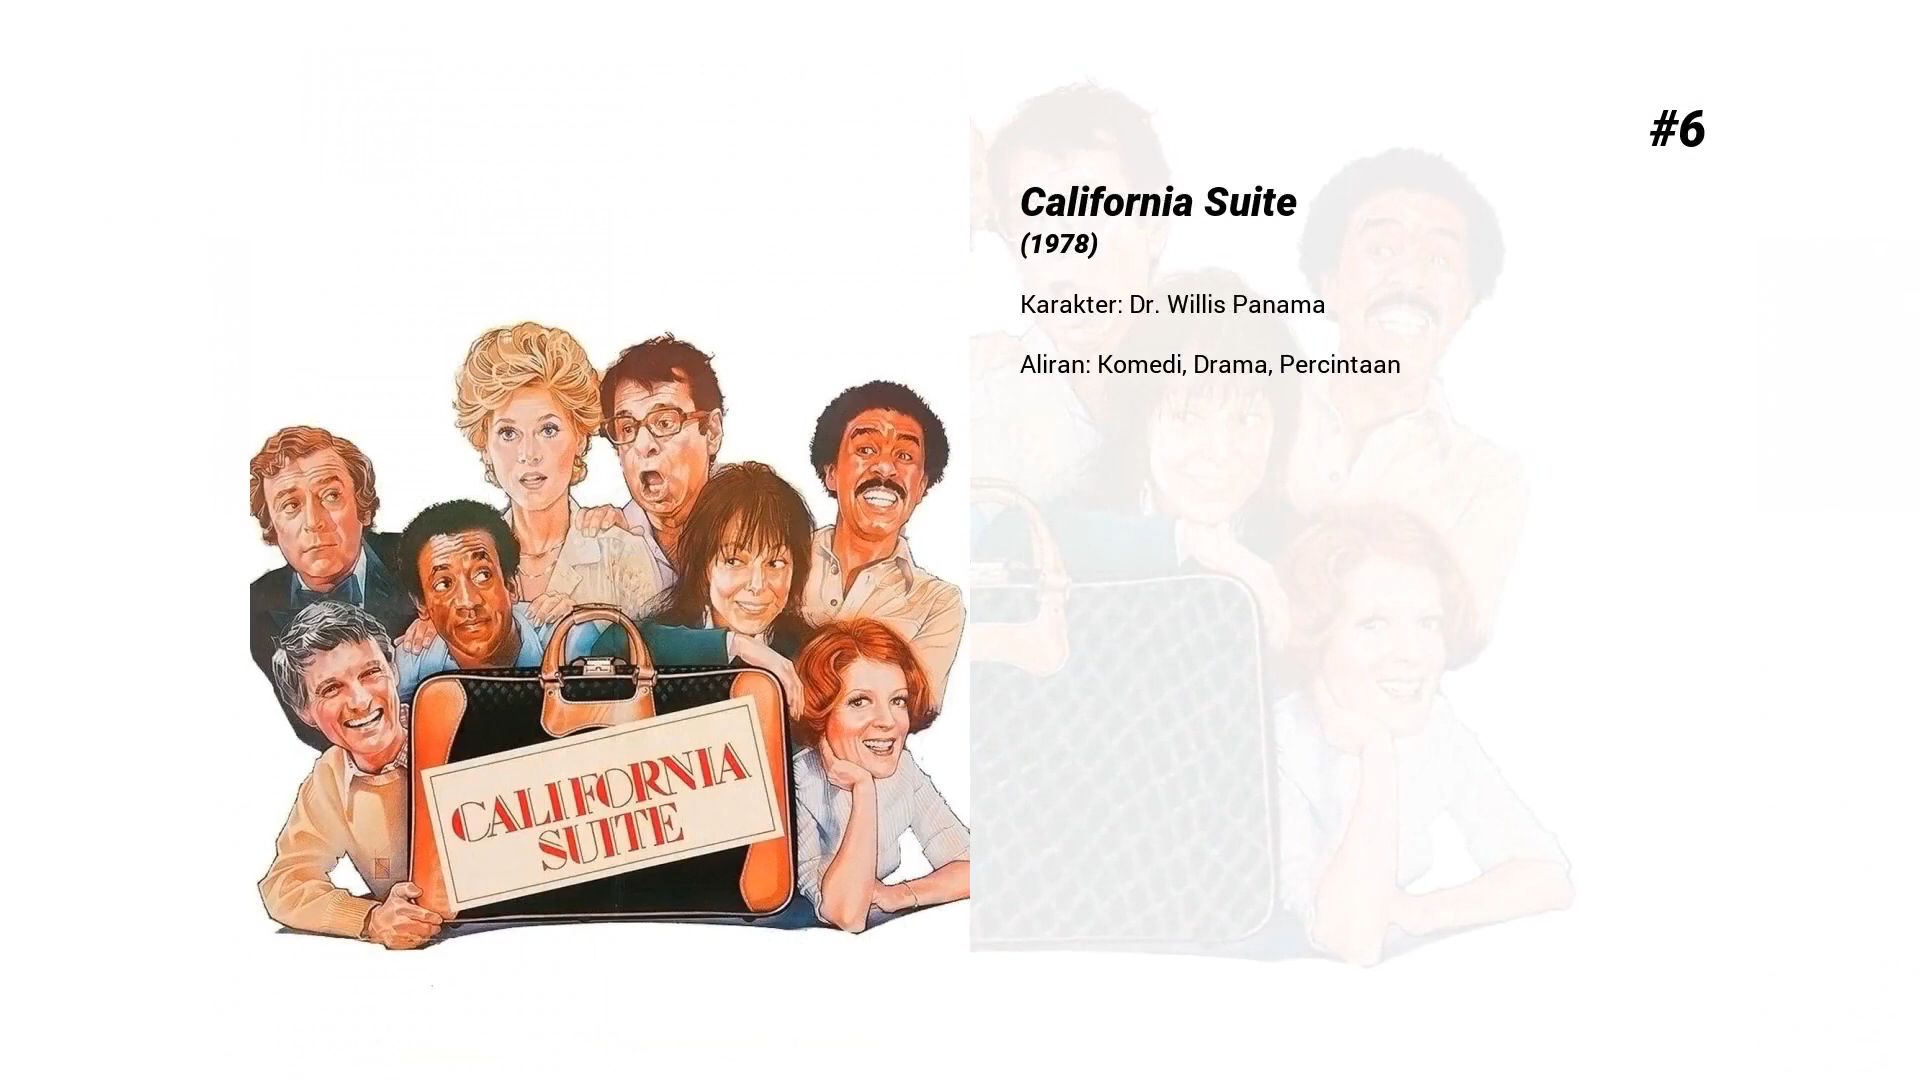 #6
California Suite
(1978)
Karakter: Dr. Willis Panama
Aliran: Komedi, Drama, Percintaan
CALIFORNIA
SUITE